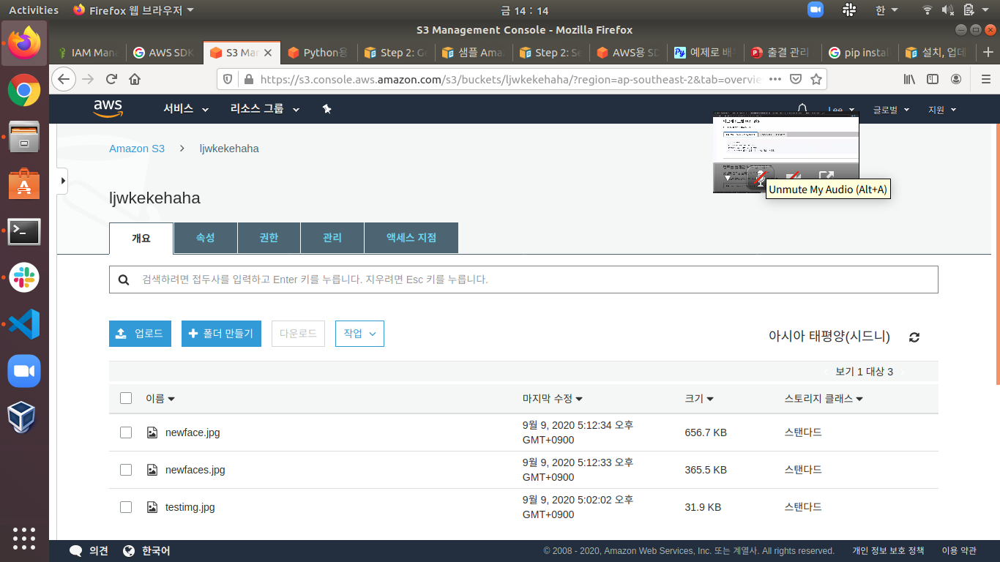 Activities
Firefox 웹 브라우저
금 14 : 14
한
S3 Management Console - Mozilla Firefox
IAM Mana
AWS SDK
S3 Mar
Python용
Step 2: Ge
샘플 Amaz
Step 2: Se
AWS용 SD
예제로 배우
출결 관리
pip instal
설치, 업데
https://s3.console.aws.amazon.com/s3/buckets/ljwkekehaha/?region=ap-southeast-2&tab=overvie
aws
서비스
리소스 그룹
Lee
글로벌
지원
Amazon S3
ljwkekehaha
Unmute My Audio (Alt+A)
ljwkekehaha
개요
속성
권한
관리
액세스 지점
검색하려면 접두사를 입력하고 Enter 키를 누릅니다. 지우려면 Esc 키를 누릅니다.
업로드
폴더 만들기
다운로드
작업
아시아 태평양(시드니)
보기 1 대상 3
이름
마지막 수정
크기
스토리지 클래스
newface.jpg
9월 9, 2020 5:12:34 오후
GMT+0900
656.7 KB
스탠다드
newfaces.jpg
9월 9, 2020 5:12:33 오후
GMT+0900
365.5 KB
스탠다드
testimg.jpg
9월 9, 2020 5:02:02 오후
GMT+0900
31.9 KB
스탠다드
의견
한국어
© 2008 - 2020, Amazon Web Services, Inc. 또는 계열사. All rights reserved.
개인 정보 보호 정책
이용 약관